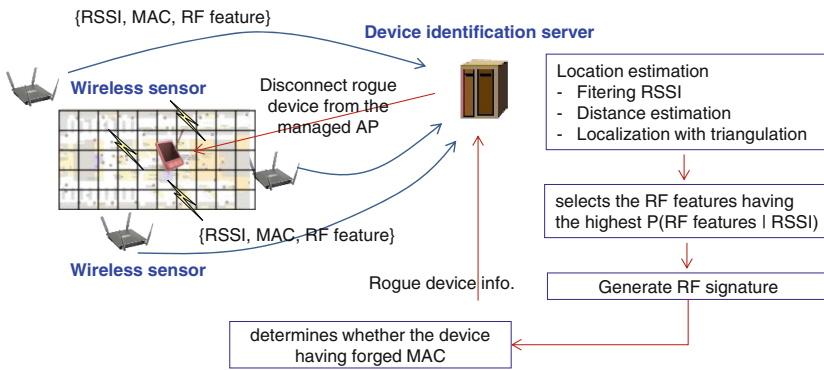 {RSSI, MAC, RF feature}
Device identification server
Wireless sensor
Disconnect rogue
device from the
managed AP
Location estimation
- Fitering RSSI
- Distance estimation
- Localization with triangulation
selects the RF features having
the highest P(RF features | RSSI)
{RSSI, MAC, RF feature}
Wireless sensor
Rogue device info.
Generate RF signature
determines whether the device
having forged MAC